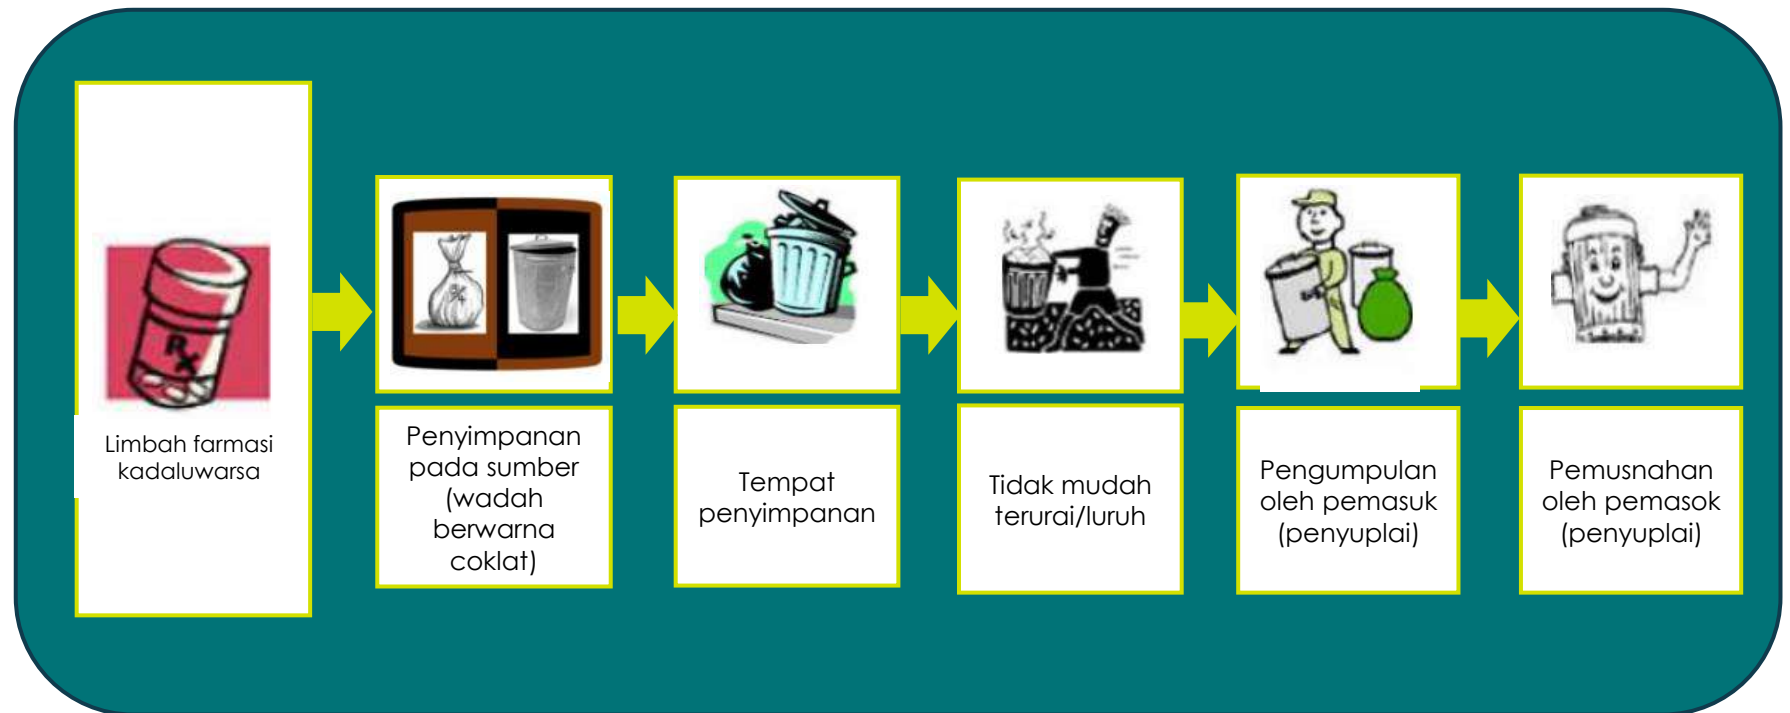 Limbah farmasi
kadaluwarsa
Rx
Penyimpanan
pada sumber
(wadah
berwarna
coklat)
Tempat
penyimpanan
Tidak mudah
terurai/luruh
Pengumpulan
oleh pemasuk
(penyuplai)
Pemusnahan
oleh pemasok
(penyuplai)